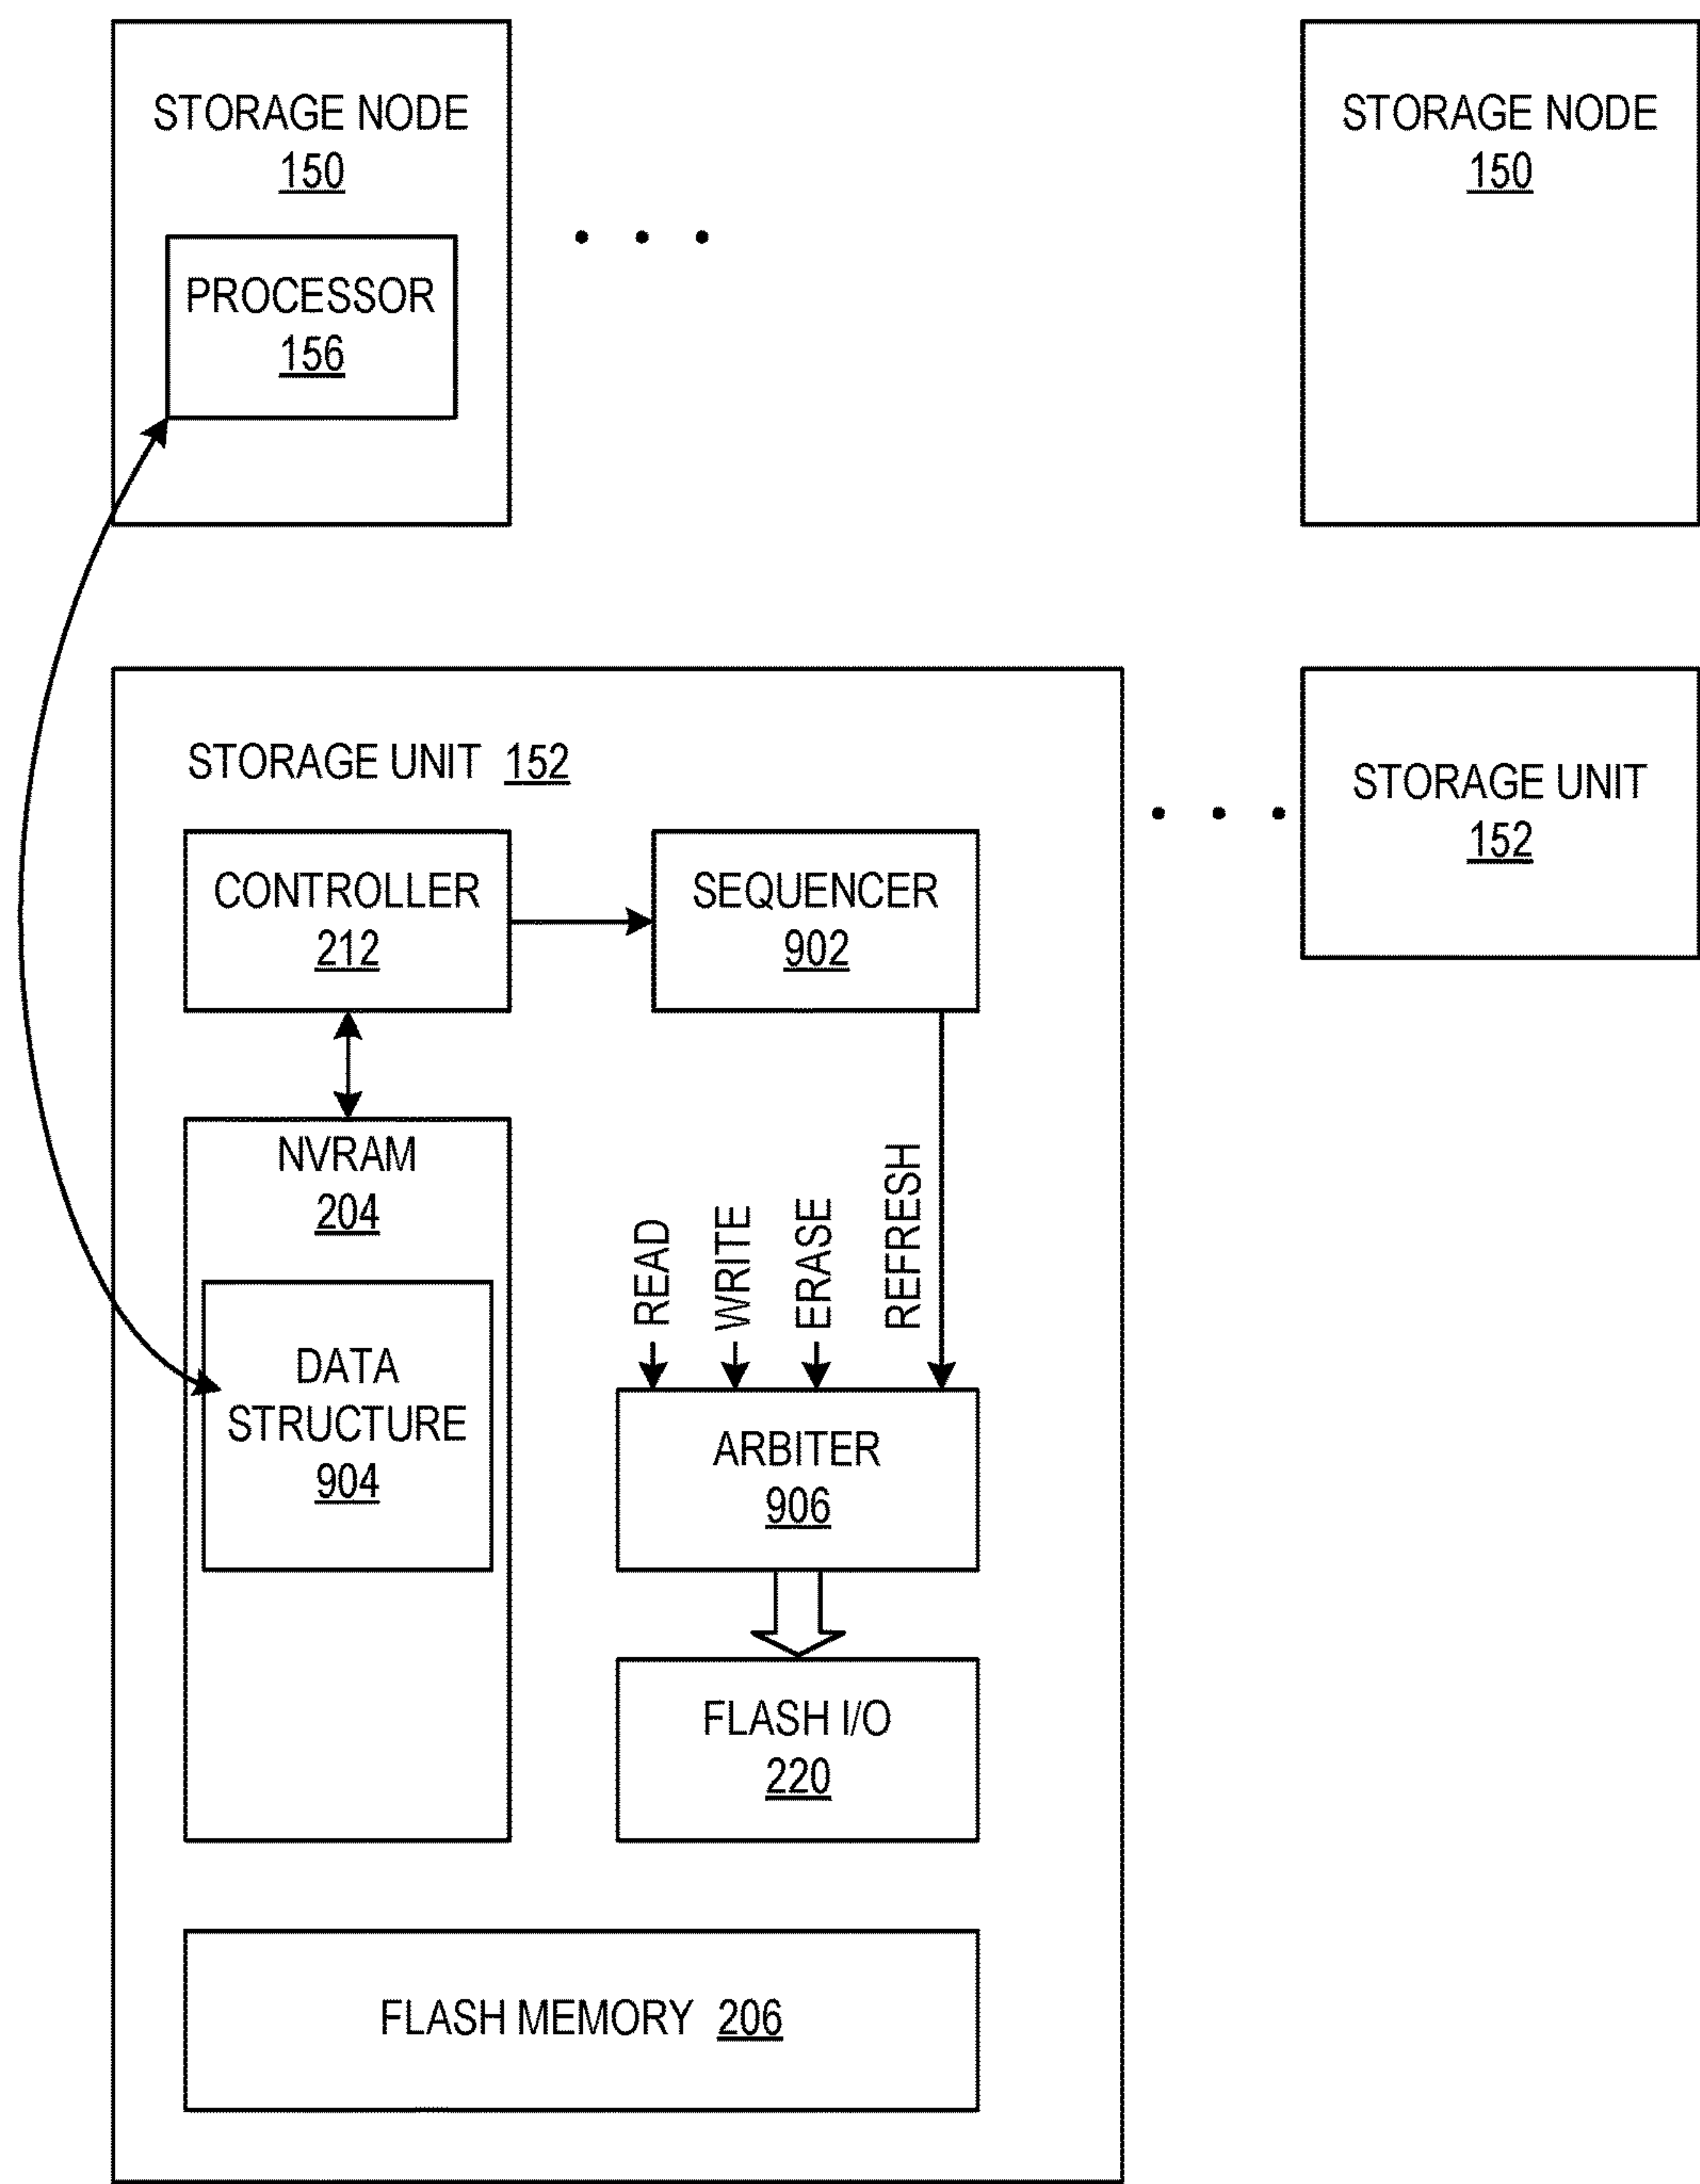 STORAGE NODE
150
PROCESSOR
156
STORAGE NODE
150
STORAGE UNIT 152
CONTROLLER
212
SEQUENCER
902
NVRAM
204
DATA
STRUCTURE
904
READ
WRITE
ERASE
REFRESH
ARBITER
906
FLASH I/O
220
FLASH MEMORY 206
STORAGE UNIT
152